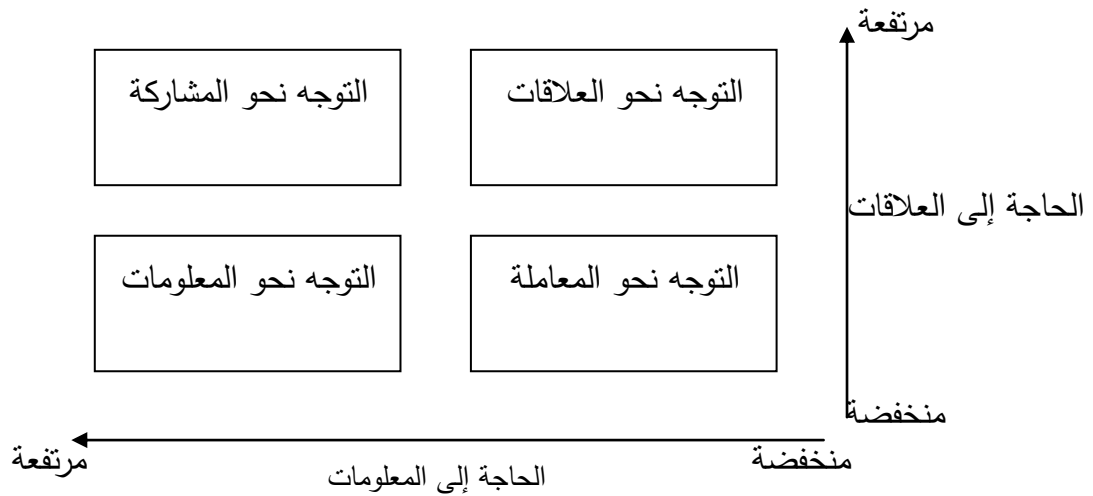 مرتفعة
التوجه نحو العلاقات
التوجه نحو المشاركة
الحاجة إلى العلاقات
التوجه نحو المعاملة
التوجه نحو المعلومات
منخفضة
منخفضة
مرتفعة
الحاجة إلى المعلومات